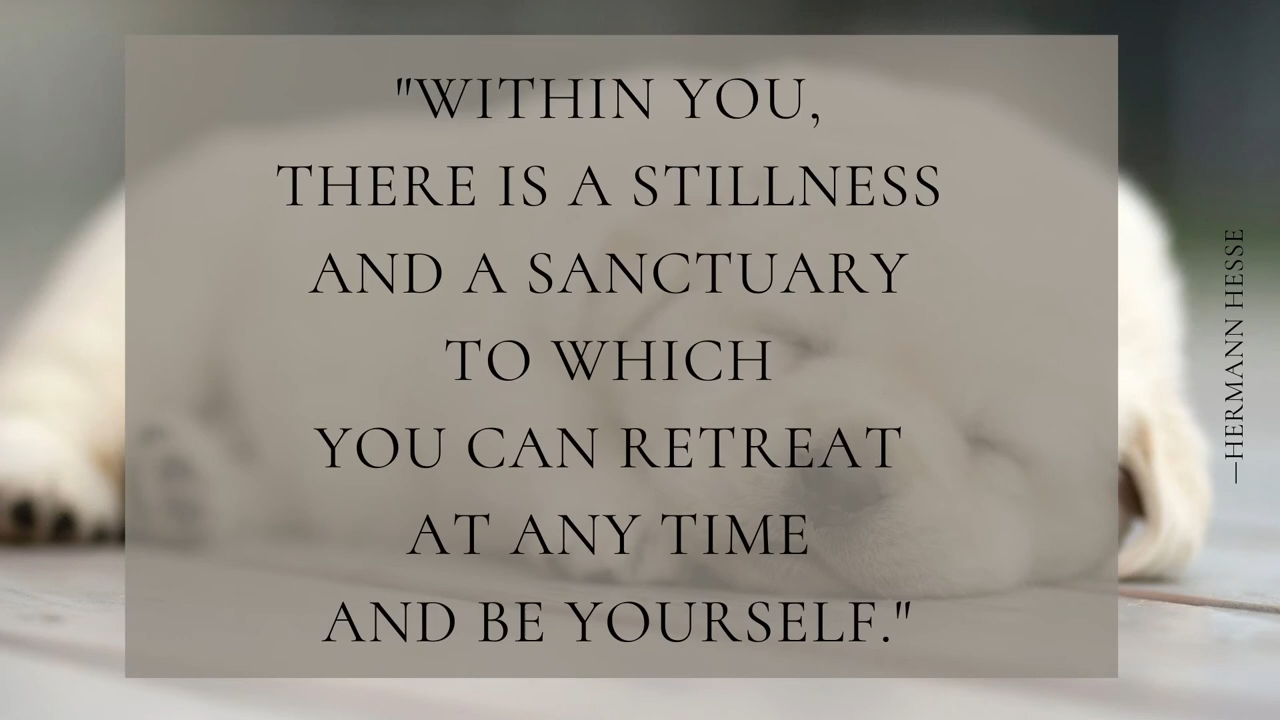 "WITHIN YOU,
THERE IS A STILLNESS
AND A SANCTUARY
TO WHICH
YOU CAN RETREAT
AT ANY TIME
AND BE YOURSELF."
—HERMANN HESSE